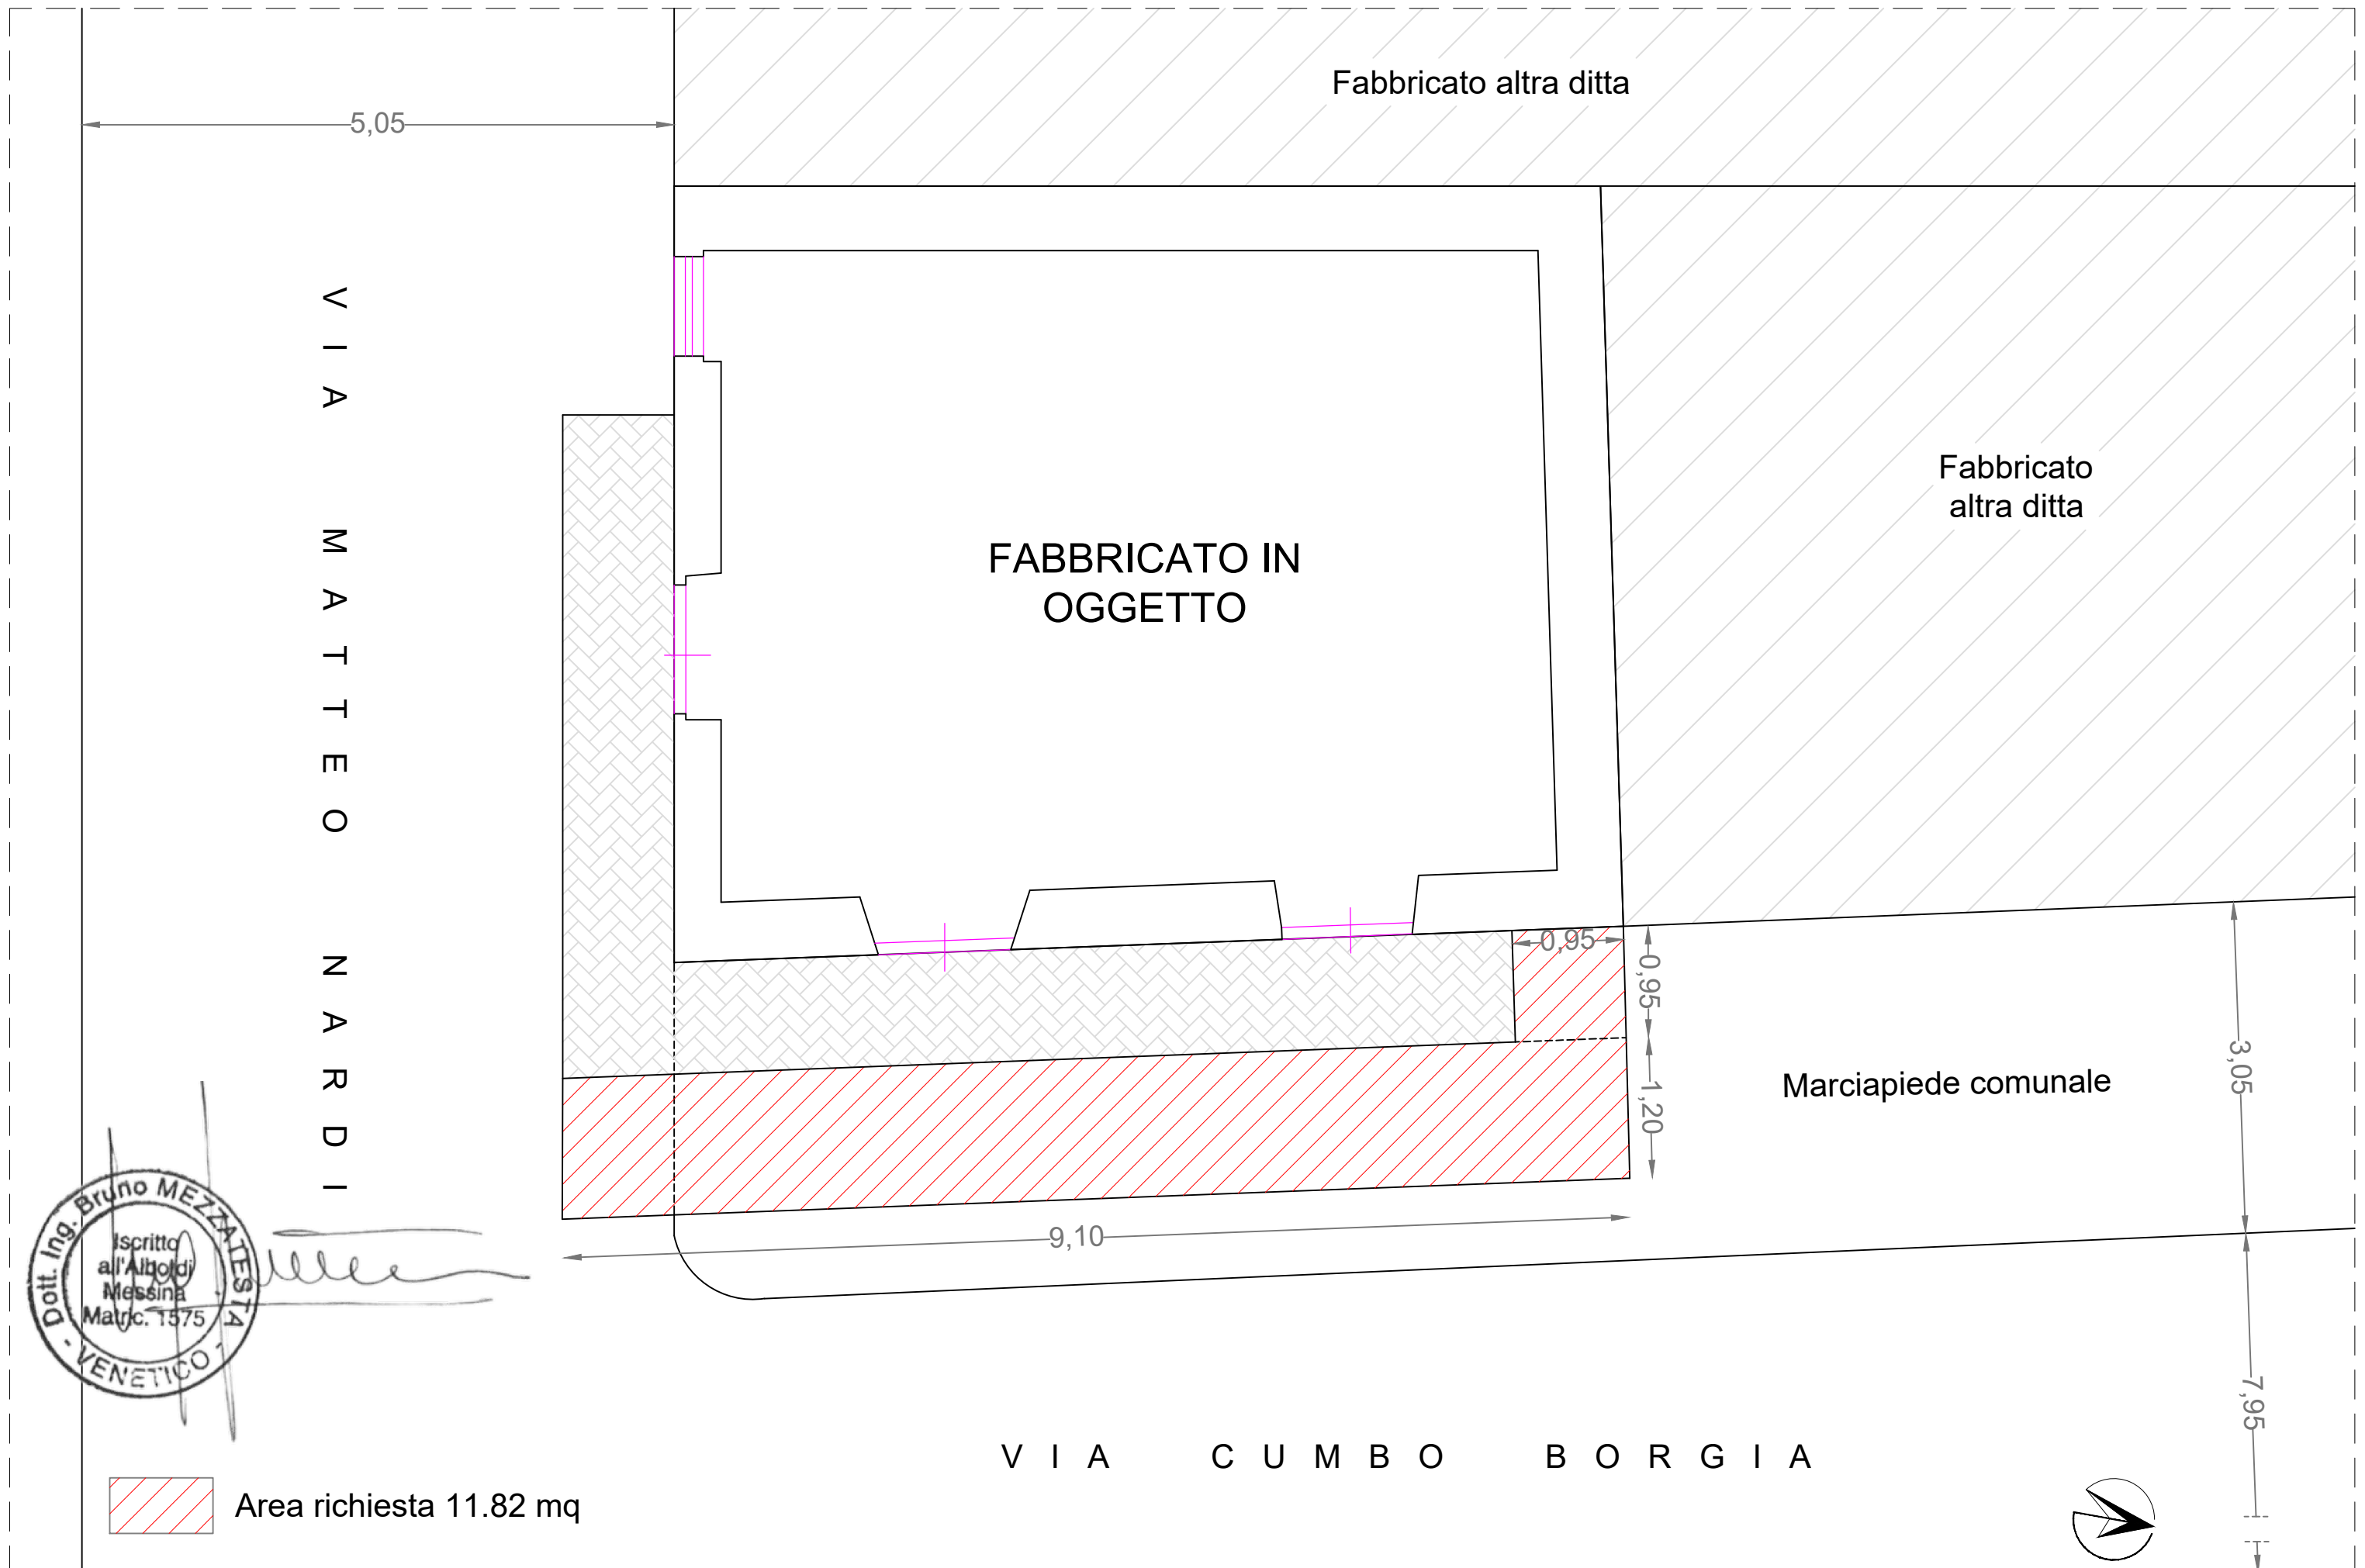 Fabbricato altra ditta
5,05
VIA MATTEO NARDI
FABBRICATO IN
OGGETTO
Fabbricato
altra ditta
0,95
0,95
1,20
3,05
Marciapiede comunale
9,10
7,95
Dott. Ing. Bruno MEZZATESTA
Iscritto
all'Albo di
Messina
Matric. 1575
- VENETICO -
VIA CUMBO BORGIA
Area richiesta 11.82 mq